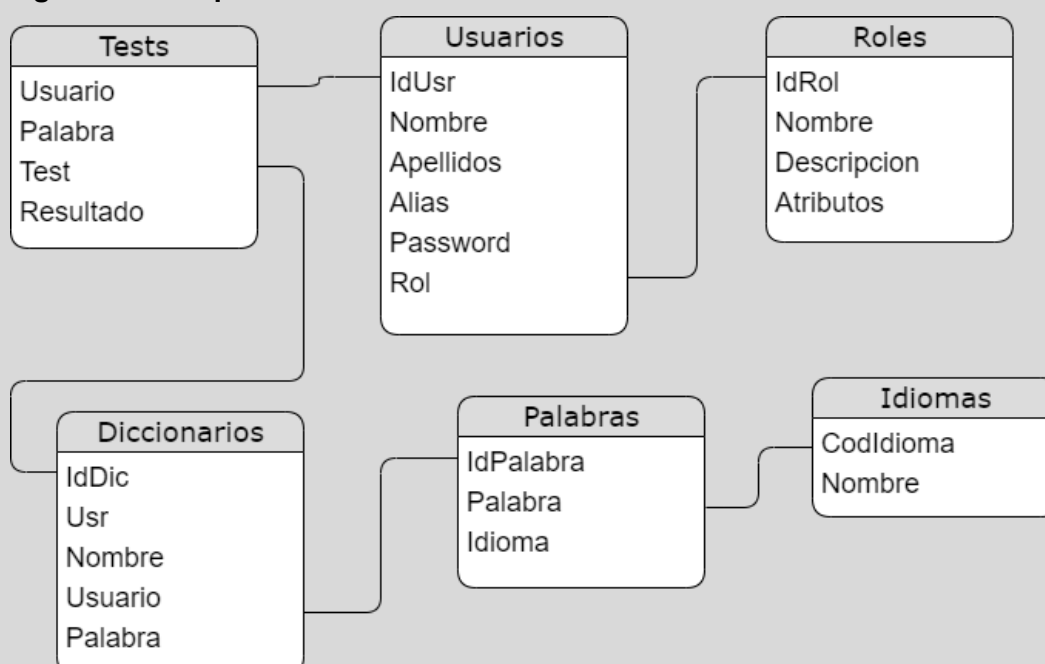 Tests
Usuario
Palabra
Test
Resultado
Usuarios
IdUsr
Nombre
Apellidos
Alias
Password
Rol
Roles
IdRol
Nombre
Descripcion
Atributos
Diccionarios
IdDic
Usr
Nombre
Usuario
Palabra
Palabras
IdPalabra
Palabra
Idioma
Idiomas
CodIdioma
Nombre